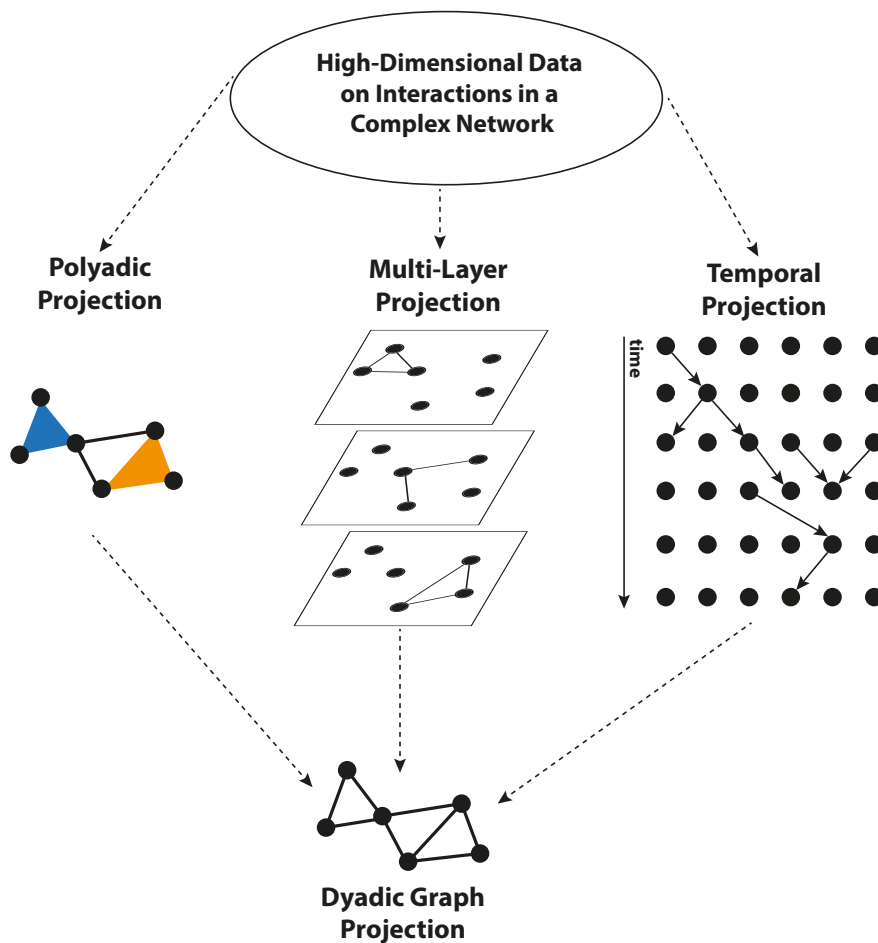 High-Dimensional Data
on Interactions in a
Complex Network
Polyadic
Projection
Multi-Layer
Projection
Temporal
Projection
time
Dyadic Graph
Projection